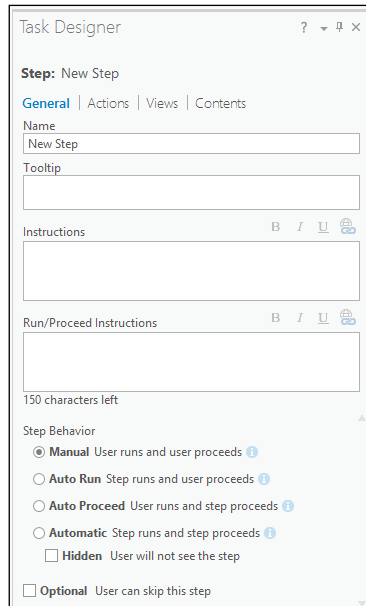 Task Designer ?
Step: New Step
General | Actions | Views | Contents
Name
New Step
Tooltip
Instructions B I U
Run/Proceed Instructions B I U
150 characters left
Step Behavior
Manual User runs and user proceeds i
Auto Run Step runs and user proceeds i
Auto Proceed User runs and step proceeds i
Automatic Step runs and step proceeds i
Hidden User will not see the step
Optional User can skip this step